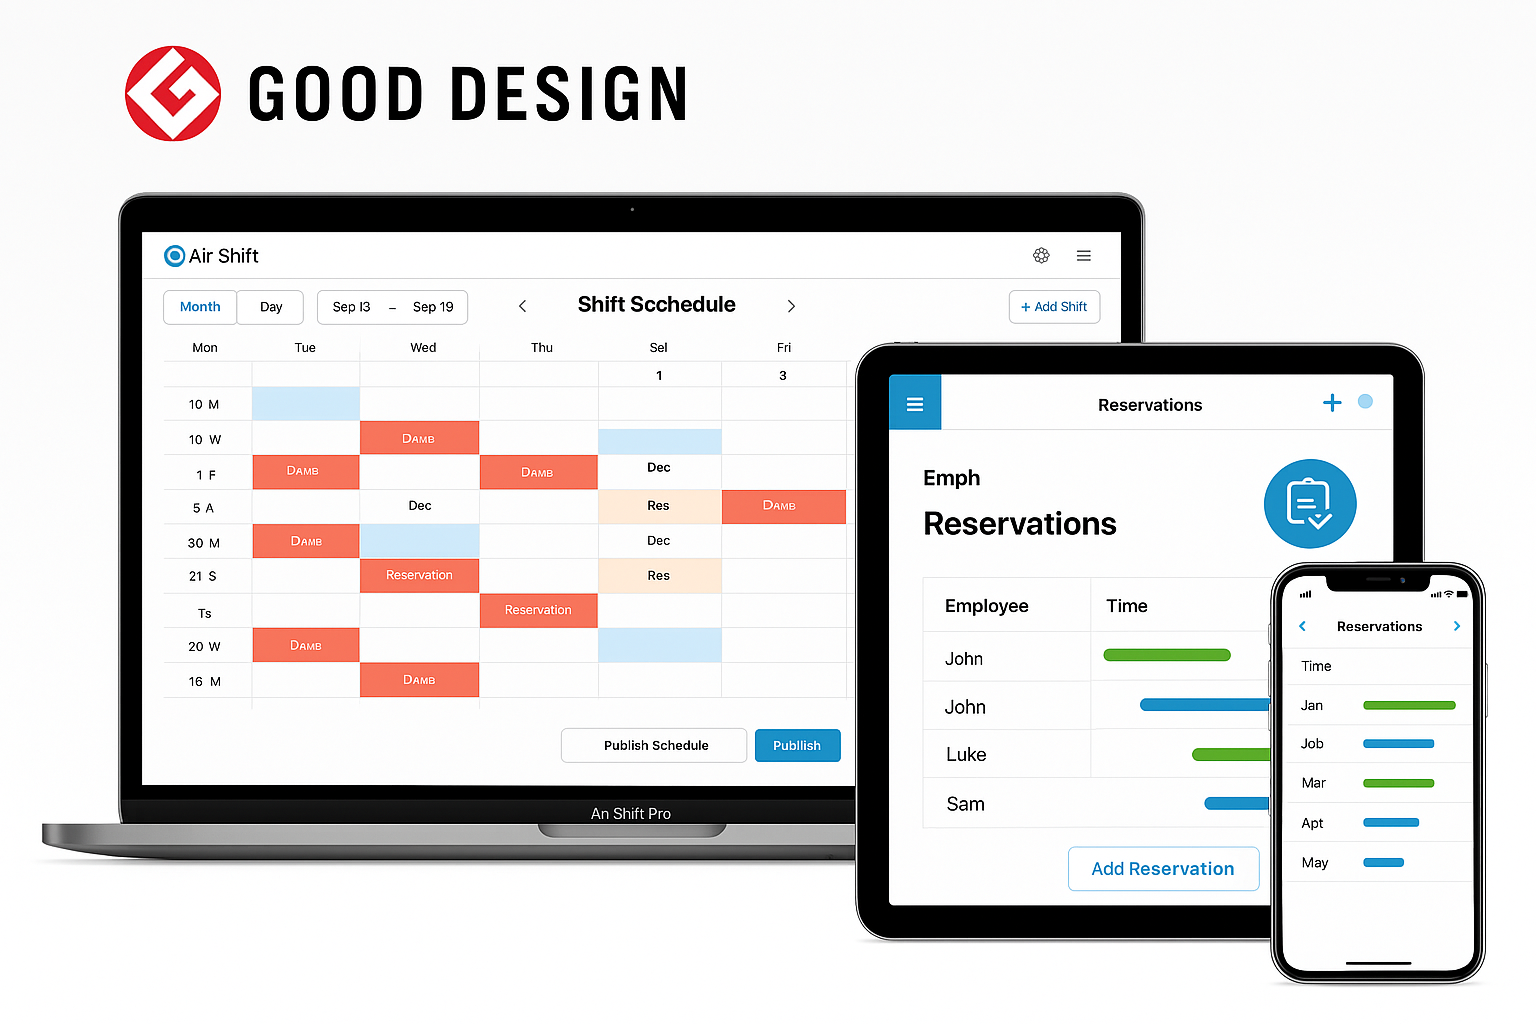 GOOD DESIGN
Air Shift
Month Day Sep I3 – Sep 19 Shift Scchedule + Add Shift
Mon Tue Wed Thu Sel Fri
1 3
10 M
10 W DAMB
1 F DAMB DAMB Dec
5 A Dec Res DAMB
30 M DAMB Dec
21 S Reservation Res
Ts Reservation
20 W DAMB
16 M DAMB
Publish Schedule Publlish
An Shift Pro
Reservations
Emph
Reservations
Employee Time
John
John
Luke
Sam
Add Reservation
Reservations
Time
Jan
Job
Mar
Apt
May